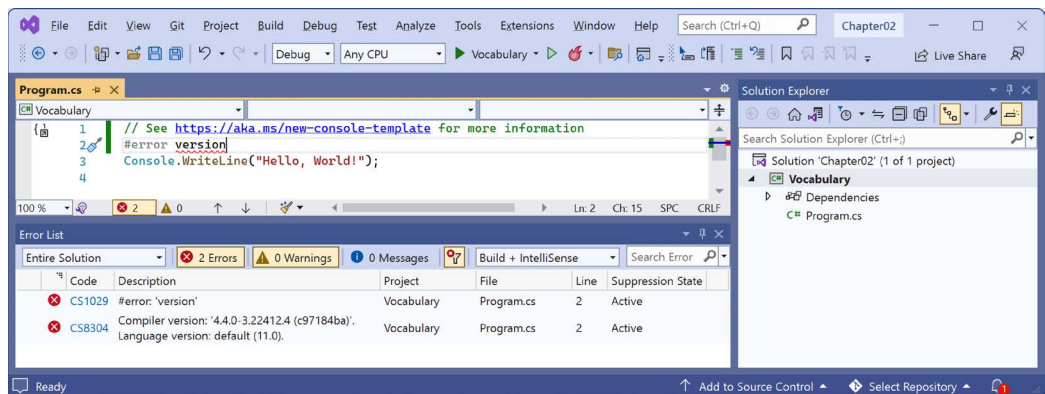 File Edit View Git Project Build Debug Test Analyze Tools Extensions Window Help Search (Ctrl+Q) Chapter02
Debug Any CPU Vocabulary Live Share
Program.cs
C# Vocabulary
1 // See https://aka.ms/new-console-template for more information
2 #error version
3 Console.WriteLine("Hello, World!");
4
100 % 2 0 Ln: 2 Ch: 15 SPC CRLF
Error List
Entire Solution 2 Errors 0 Warnings 0 Messages Build + IntelliSense Search Error
Code Description Project File Line Suppression State
CS1029 #error: 'version' Vocabulary Program.cs 2 Active
CS8304 Compiler version: '4.4.0-3.22412.4 (c97184ba)'. Vocabulary Program.cs 2 Active
Language version: default (11.0).
Solution Explorer
Search Solution Explorer (Ctrl+;)
Solution 'Chapter02' (1 of 1 project)
C# Vocabulary
Dependencies
C# Program.cs
Ready Add to Source Control Select Repository 1